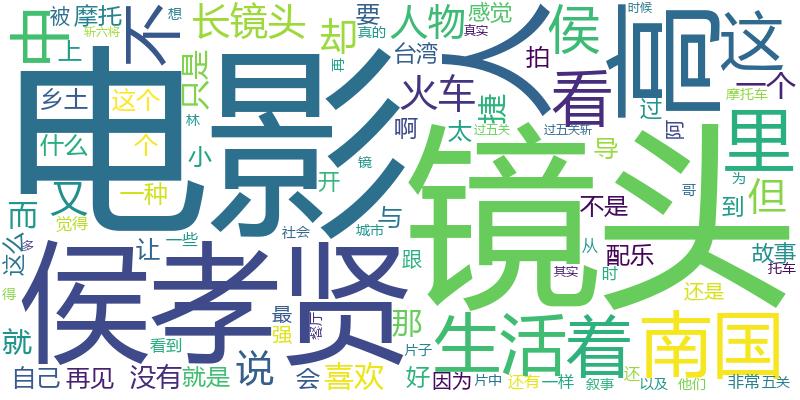 被 摩托 想 长镜头 要 感觉 时候
中 斩六将 不 却 人物 真的 真实 侯 高 这
上 只是 再 台湾 拍 人
乡土 这个 火车 看 一个
电影 林 啊 捷 过 摩托车
什么 个 太 过五关 过五关斩 阿 里
小 镜 导 哥 为
而 又 一种 开 与 镜头 不是 到 但
觉得 让 一些 社会 城市 跟 从 配乐 故事
这么 多 侯孝贤 其实 时 托车
得 最 还是
就 强 餐厅 那 生活 着 南国
看到 片子
自己 再见 没有 就是 说 会 喜欢 好 因为 片中 还有 一样 叙事 还 以及 他们 非常 五关